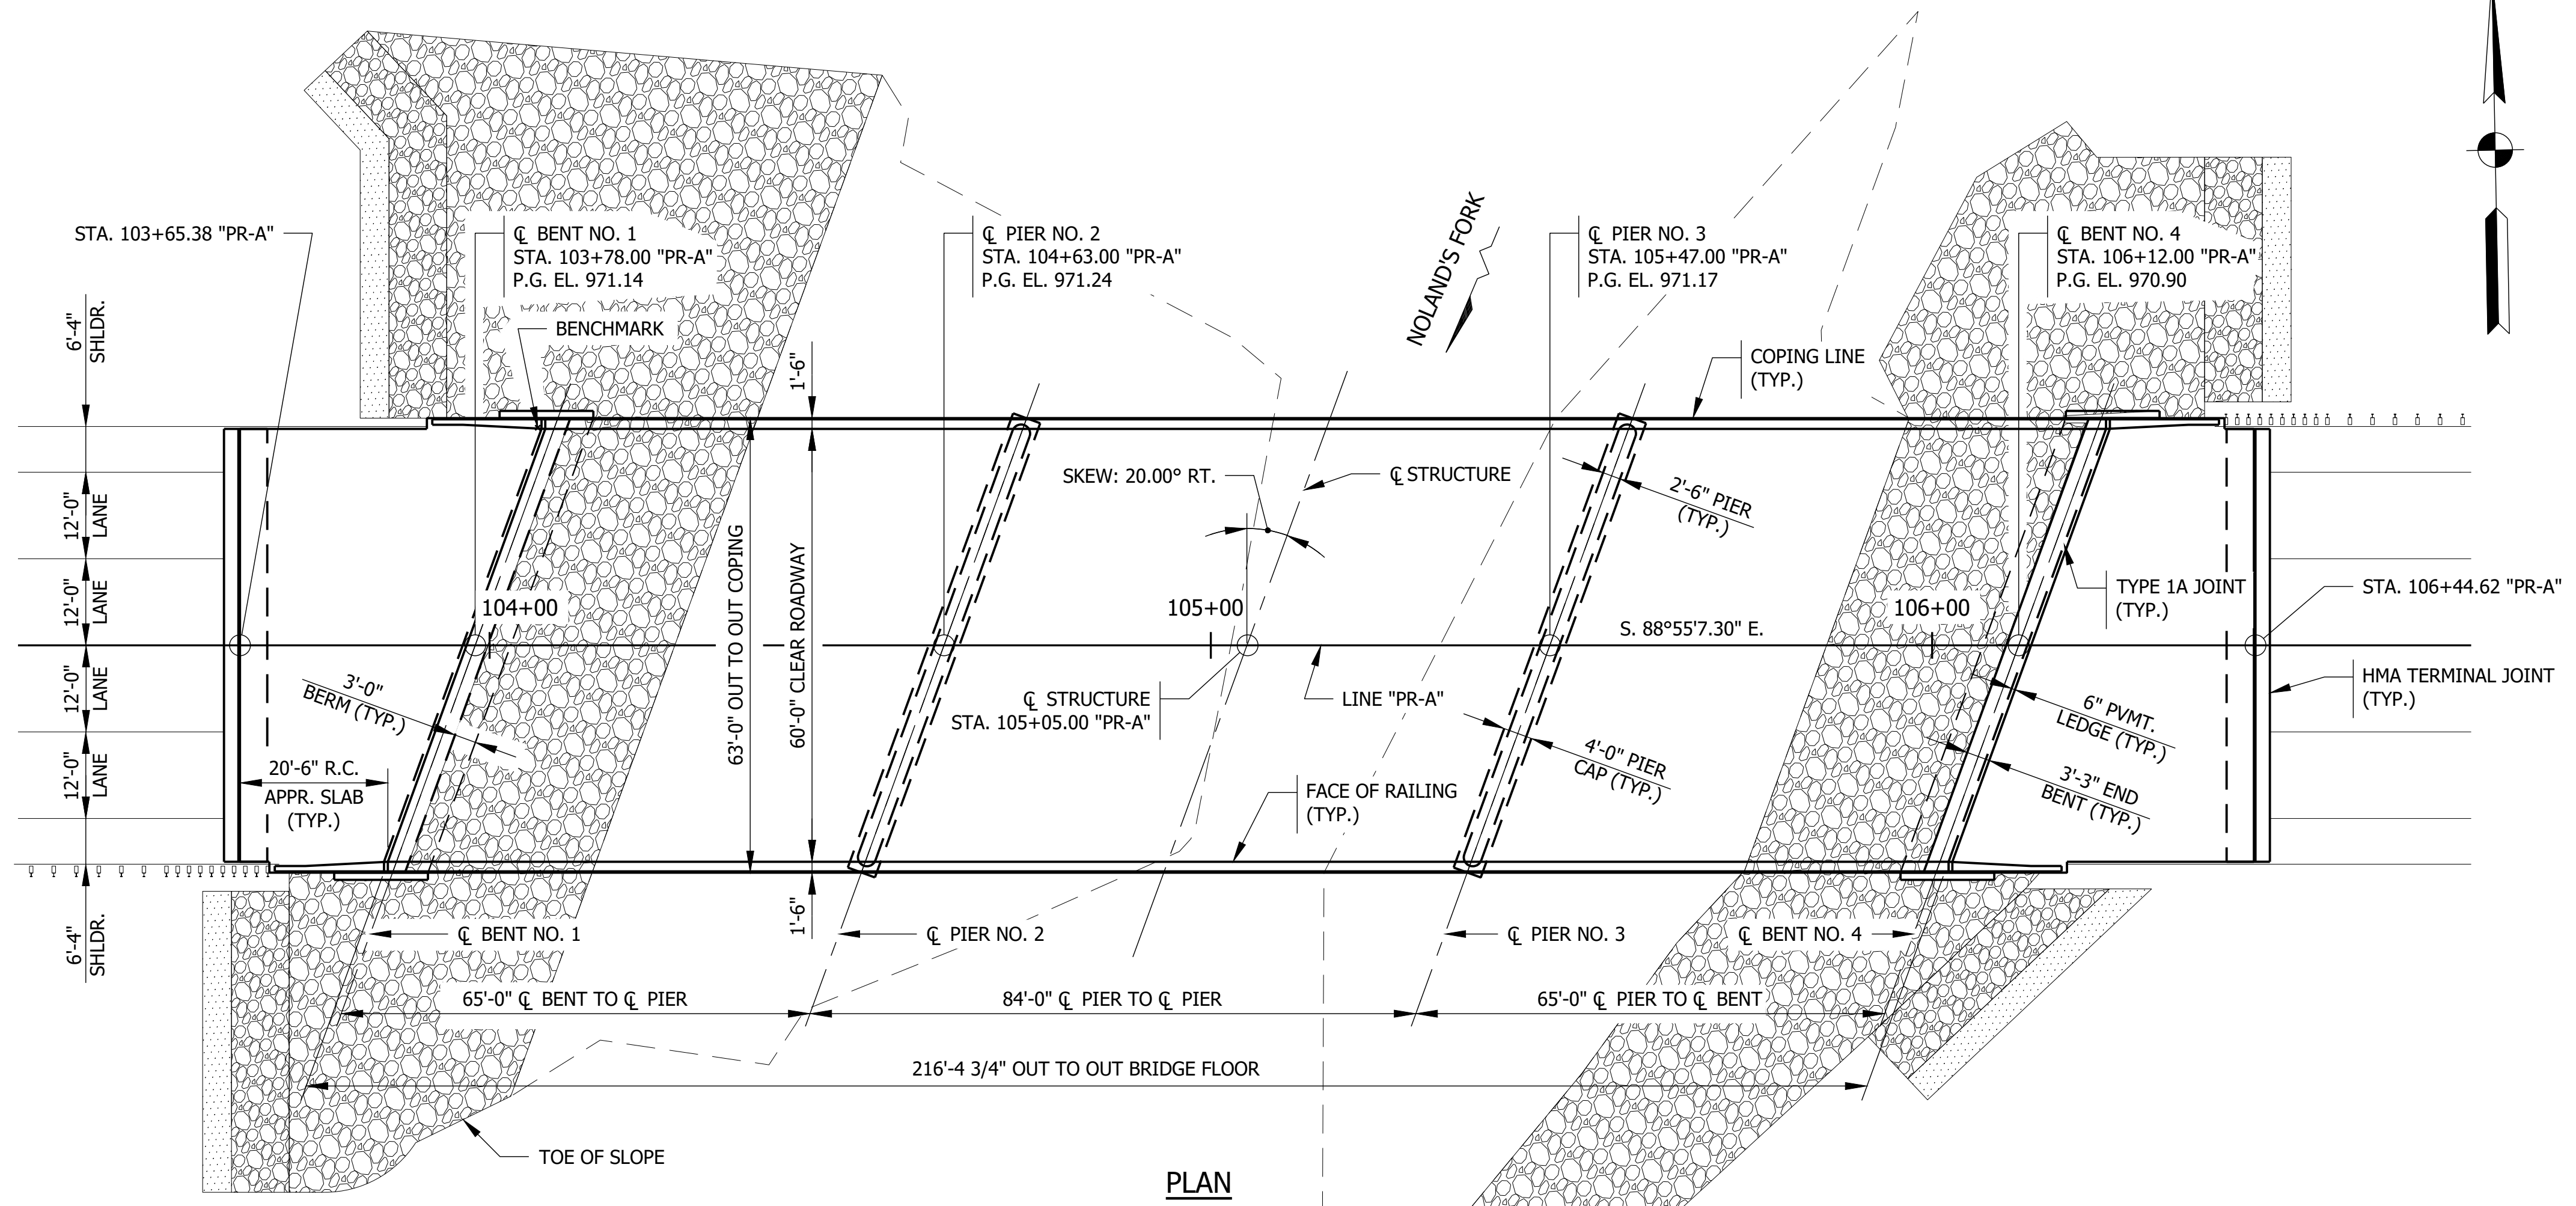 STA. 103+65.38 "PR-A"
℄ BENT NO. 1
STA. 103+78.00 "PR-A"
P.G. EL. 971.14
℄ PIER NO. 2
STA. 104+63.00 "PR-A"
P.G. EL. 971.24
NOLAND'S FORK
℄ PIER NO. 3
STA. 105+47.00 "PR-A"
P.G. EL. 971.17
℄ BENT NO. 4
STA. 106+12.00 "PR-A"
P.G. EL. 970.90
6'-4"
SHLDR.
BENCHMARK
1'-6"
COPING LINE
(TYP.)
12'-0"
LANE
SKEW: 20.00° RT.
℄ STRUCTURE
2'-6" PIER
(TYP.)
63'-0" OUT TO OUT COPING
60'-0" CLEAR ROADWAY
12'-0"
LANE
104+00
105+00
106+00
TYPE 1A JOINT
(TYP.)
STA. 106+44.62 "PR-A"
S. 88°55'7.30" E.
12'-0"
LANE
3'-0"
BERM (TYP.)
℄ STRUCTURE
STA. 105+05.00 "PR-A"
LINE "PR-A"
6" PVMT.
LEDGE (TYP.)
HMA TERMINAL JOINT
(TYP.)
12'-0"
LANE
20'-6" R.C.
APPR. SLAB
(TYP.)
4'-0" PIER
CAP (TYP.)
3'-3" END
BENT (TYP.)
FACE OF RAILING
(TYP.)
6'-4"
SHLDR.
1'-6"
℄ BENT NO. 1
℄ PIER NO. 2
℄ PIER NO. 3
℄ BENT NO. 4
65'-0" ℄ BENT TO ℄ PIER
84'-0" ℄ PIER TO ℄ PIER
65'-0" ℄ PIER TO ℄ BENT
216'-4 3/4" OUT TO OUT BRIDGE FLOOR
TOE OF SLOPE
PLAN